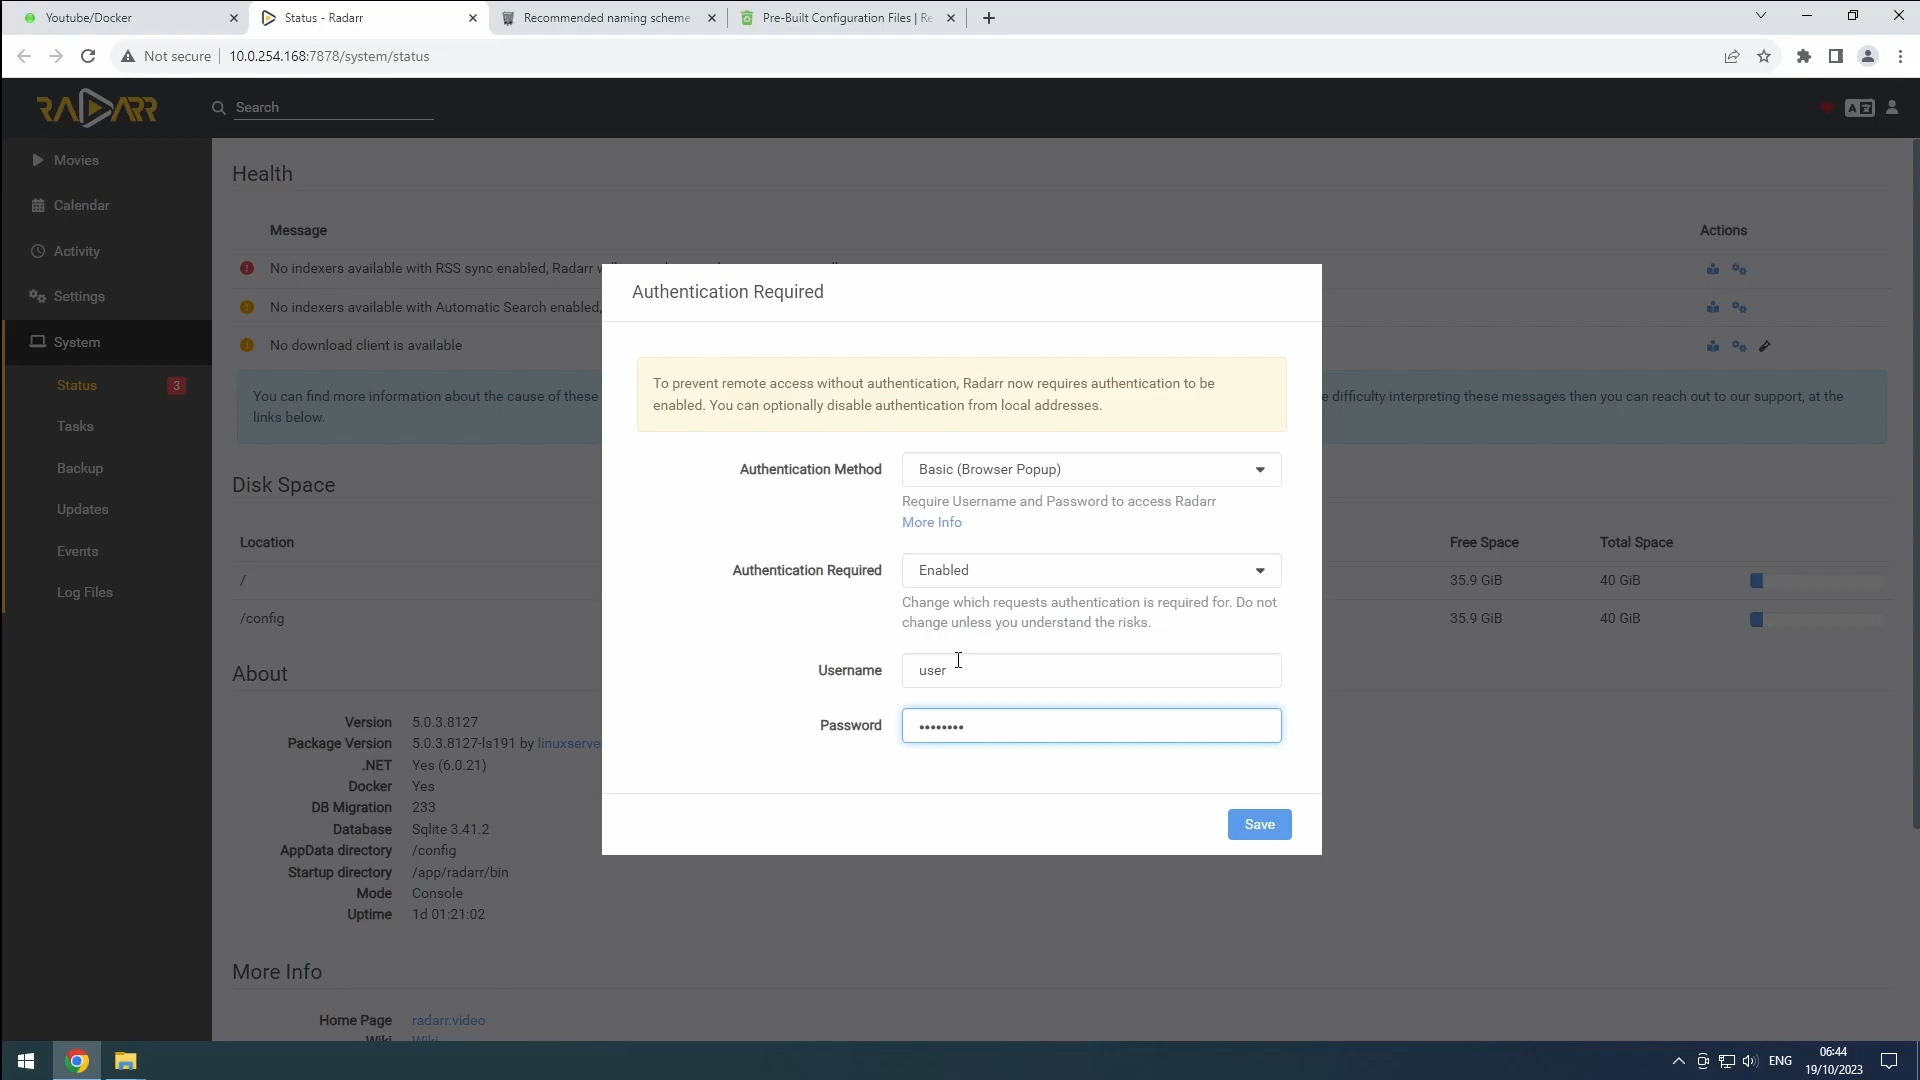 Youtube/Docker
Status - Radarr
Recommended naming scheme
Pre-Built Configuration Files | Re
Not secure
10.0.254.168:7878/system/status
RADARR
Search
Movies
Calendar
Activity
Settings
System
Status
3
Tasks
Backup
Updates
Events
Log Files
Health
Message
Actions
No indexers available with RSS sync enabled, Radarr
No indexers available with Automatic Search enabled,
No download client is available
You can find more information about the cause of these
e difficulty interpreting these messages then you can reach out to our support, at the
links below.
Disk Space
Location
Free Space
Total Space
/
35.9 GiB
40 GiB
/config
35.9 GiB
40 GiB
About
Version
5.0.3.8127
Package Version
5.0.3.8127-ls191 by linuxserve
.NET
Yes (6.0.21)
Docker
Yes
DB Migration
233
Database
Sqlite 3.41.2
AppData directory
/config
Startup directory
/app/radarr/bin
Mode
Console
Uptime
1d 01:21:02
More Info
Home Page
radarr.video
Wiki
Wiki
Authentication Required
To prevent remote access without authentication, Radarr now requires authentication to be
enabled. You can optionally disable authentication from local addresses.
Authentication Method
Basic (Browser Popup)
Require Username and Password to access Radarr
More Info
Authentication Required
Enabled
Change which requests authentication is required for. Do not
change unless you understand the risks.
Username
user
Password
••••••••
Save
ENG
06:44
19/10/2023